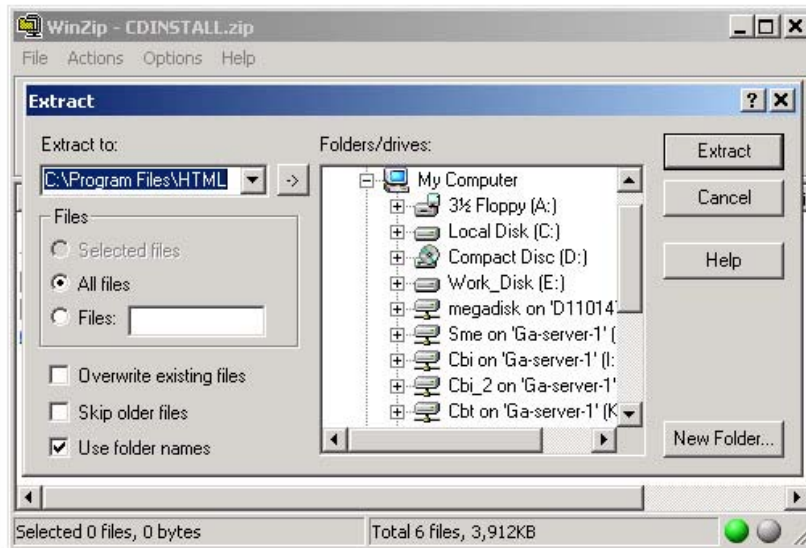 WinZip - CDINSTALL.zip
File Actions Options Help
Extract
Extract to:
C:\Program Files\HTML
->
Files
Selected files
All files
Files:
Overwrite existing files
Skip older files
Use folder names
Folders/drives:
My Computer
3½ Floppy (A:)
Local Disk (C:)
Compact Disc (D:)
Work_Disk (E:)
megadisk on 'D11014
Sme on 'Ga-server-1' (
Cbi on 'Ga-server-1' (I:
Cbi_2 on 'Ga-server-1'
Cbt on 'Ga-server-1' (K
Extract
Cancel
Help
New Folder...
Selected 0 files, 0 bytes
Total 6 files, 3,912KB